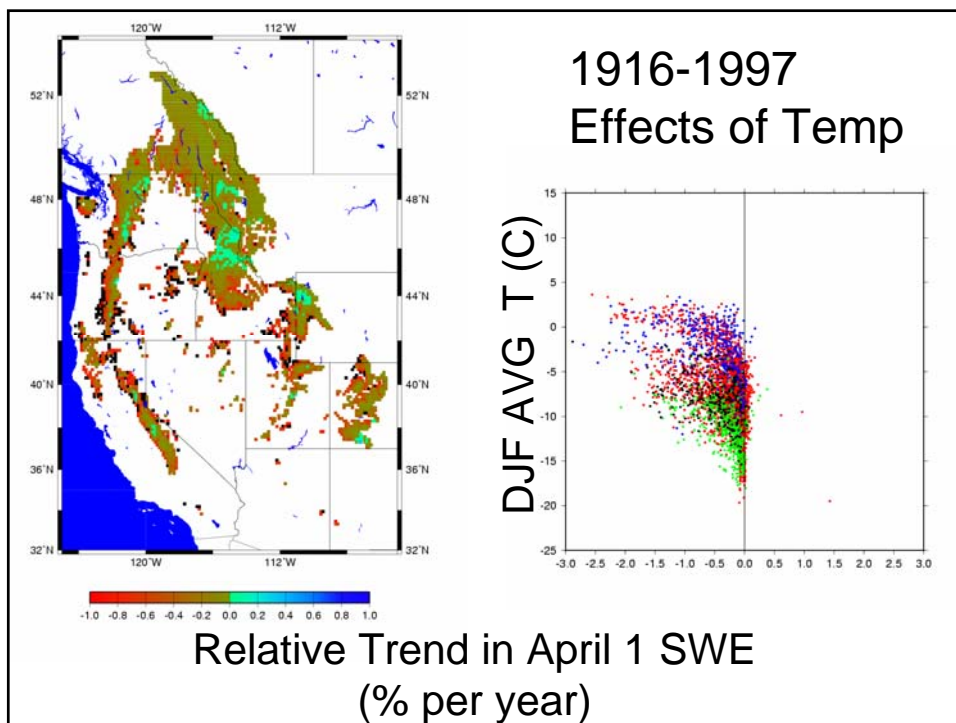 120°W 112°W
52°N 52°N
48°N 48°N
44°N 44°N
40°N 40°N
36°N 36°N
32°N 32°N
120°W 112°W
-1.0 -0.8 -0.6 -0.4 -0.2 0.0 0.2 0.4 0.6 0.8 1.0
1916-1997
Effects of Temp
DJF AVG T (C)
15
10
5
0
-5
-10
-15
-20
-25
-3.0 -2.5 -2.0 -1.5 -1.0 -0.5 0.0 0.5 1.0 1.5 2.0 2.5 3.0
Relative Trend in April 1 SWE
(% per year)